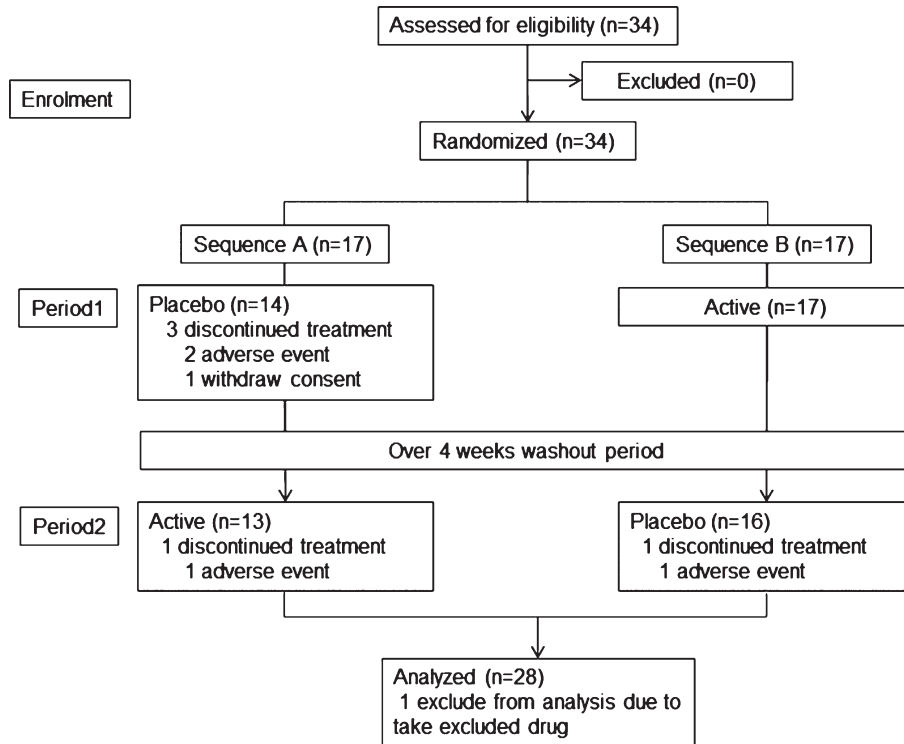 Assessed for eligibility (n=34)
Excluded (n=0)
Enrolment
Randomized (n=34)
Sequence A (n=17)
Sequence B (n=17)
Period1
Placebo (n=14)
3 discontinued treatment
2 adverse event
1 withdraw consent
Active (n=17)
Over 4 weeks washout period
Period2
Active (n=13)
1 discontinued treatment
1 adverse event
Placebo (n=16)
1 discontinued treatment
1 adverse event
Analyzed (n=28)
1 exclude from analysis due to
take excluded drug